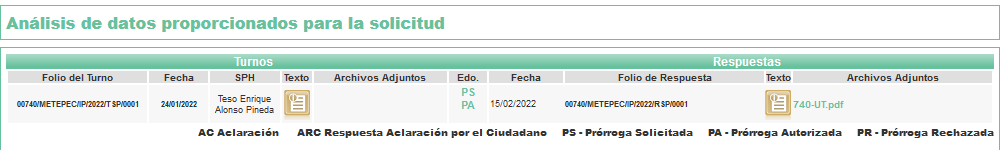 Análisis de datos proporcionados para la solicitud
Turnos Respuestas
Folio del Turno Fecha SPH Texto Archivos Adjuntos Edo. Fecha Folio de Respuesta Texto Archivos Adjuntos
00740/METEPEC/IP/2022/TSP/0001 24/01/2022 Teso Enrique Alonso Pineda PS PA 15/02/2022 00740/METEPEC/IP/2022/RSP/0001 740-UT.pdf
AC Aclaración ARC Respuesta Aclaración por el Ciudadano PS - Prórroga Solicitada PA - Prórroga Autorizada PR - Prórroga Rechazada